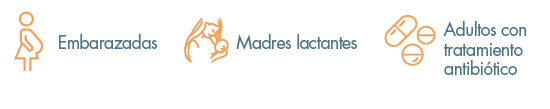 Embarazadas
Madres lactantes
Adultos con
tratamiento
antibiótico